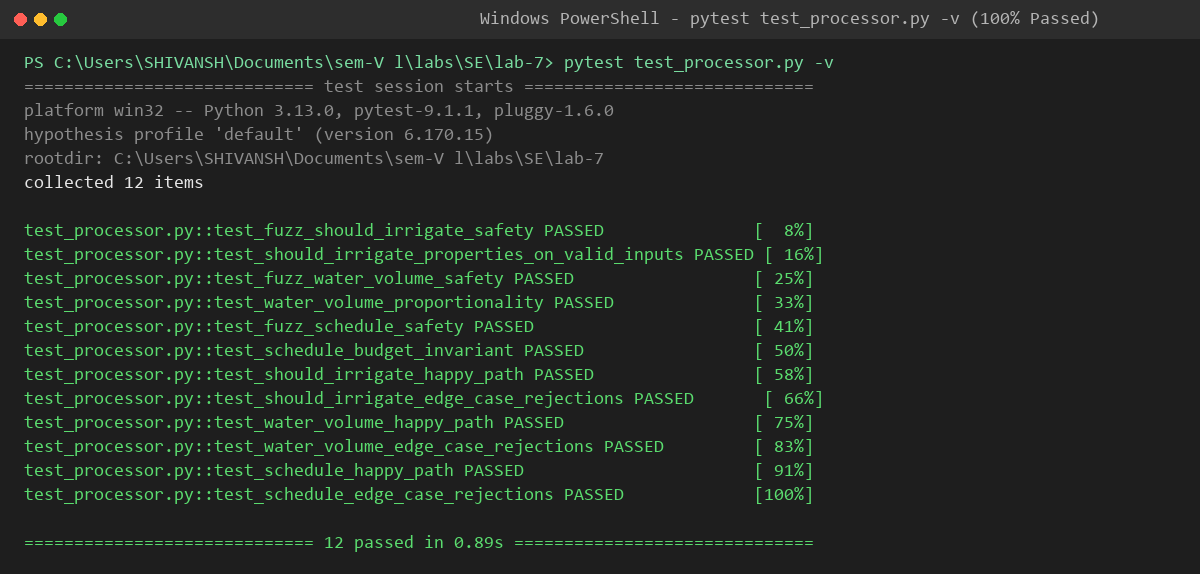 Windows PowerShell - pytest test_processor.py -v (100% Passed)
PS C:\Users\SHIVANSH\Documents\sem-V l\labs\SE\lab-7> pytest test_processor.py -v
============================= test session starts =============================
platform win32 -- Python 3.13.0, pytest-9.1.1, pluggy-1.6.0
hypothesis profile 'default' (version 6.170.15)
rootdir: C:\Users\SHIVANSH\Documents\sem-V l\labs\SE\lab-7
collected 12 items
test_processor.py::test_fuzz_should_irrigate_safety PASSED               [  8%]
test_processor.py::test_should_irrigate_properties_on_valid_inputs PASSED [ 16%]
test_processor.py::test_fuzz_water_volume_safety PASSED                  [ 25%]
test_processor.py::test_water_volume_proportionality PASSED              [ 33%]
test_processor.py::test_fuzz_schedule_safety PASSED                      [ 41%]
test_processor.py::test_schedule_budget_invariant PASSED                 [ 50%]
test_processor.py::test_should_irrigate_happy_path PASSED                [ 58%]
test_processor.py::test_should_irrigate_edge_case_rejections PASSED       [ 66%]
test_processor.py::test_water_volume_happy_path PASSED                   [ 75%]
test_processor.py::test_water_volume_edge_case_rejections PASSED         [ 83%]
test_processor.py::test_schedule_happy_path PASSED                       [ 91%]
test_processor.py::test_schedule_edge_case_rejections PASSED             [100%]
============================= 12 passed in 0.89s ==============================